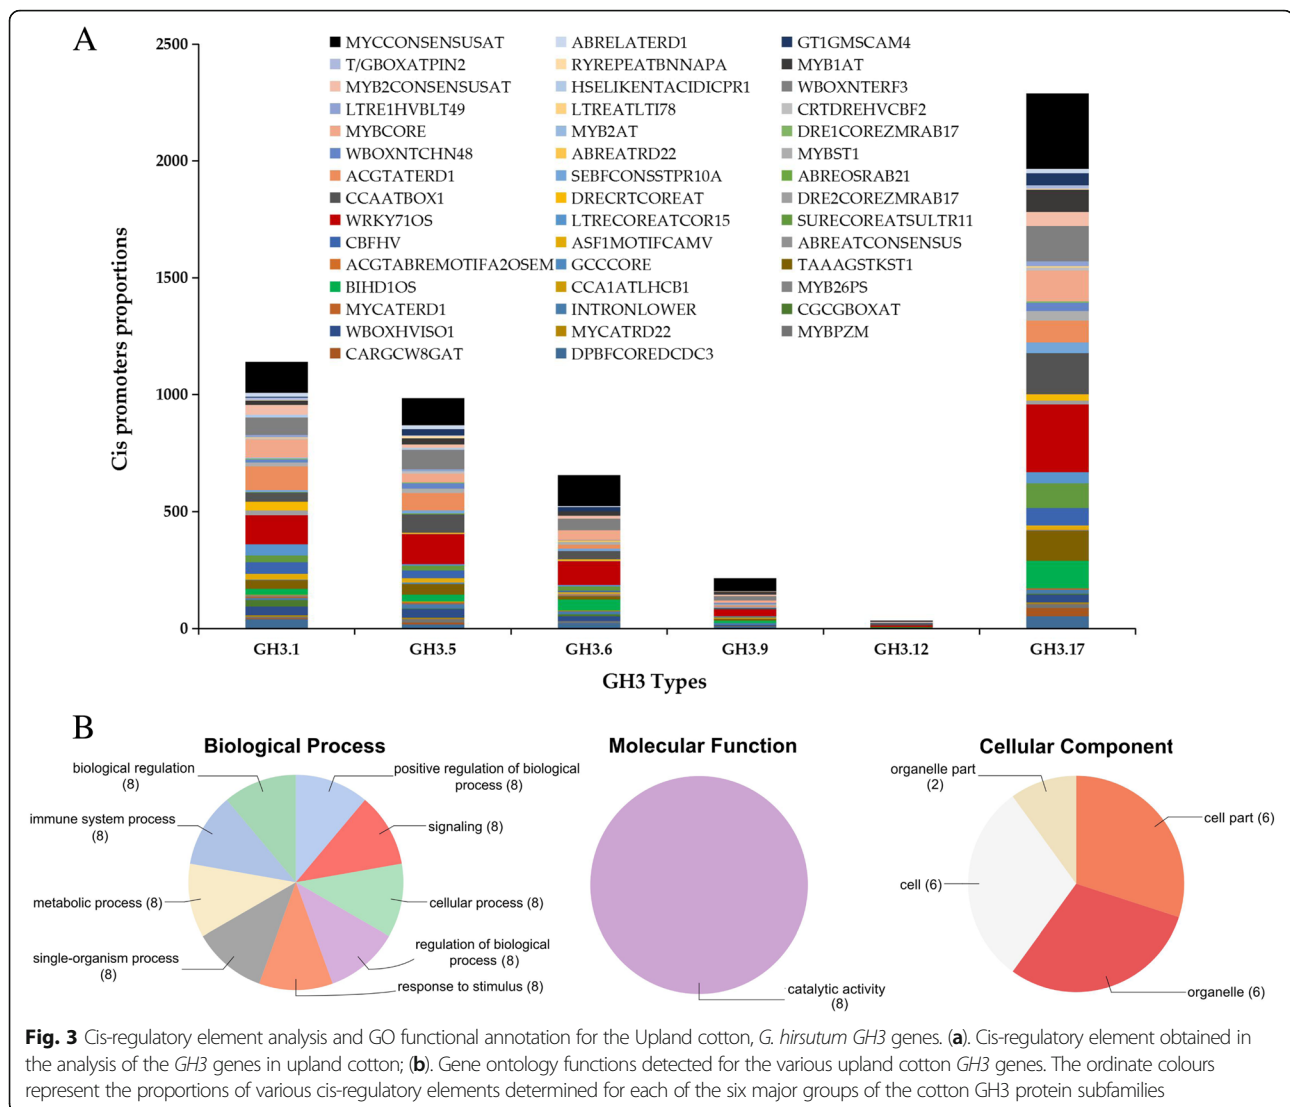 A
2500
2000
1500
1000
500
0
Cis promoters proportions
MYCCONSENSUSAT
T/GBOXATPIN2
MYB2CONSENSUSAT
LTRE1HVBLT49
MYBCORE
WBOXNTCHN48
ACGTATERD1
CCAATBOX1
WRKY71OS
CBFHV
ACGTABREMOTIFA2OSEM
BIHD1OS
MYCATERD1
WBOXHVISO1
CARGCW8GAT
ABRELATERD1
RYREPEATBNNAPA
HSELIKENTACIDICPR1
LTREATLTI78
MYB2AT
ABREATRD22
SEBFCONSSTPR10A
DRECRTCOREAT
LTRECOREATCOR15
ASF1MOTIFCAMV
GCCCORE
CCA1ATLHCB1
INTRONLOWER
MYCATRD22
DPBFCOREDCDC3
GT1GMSCAM4
MYB1AT
WBOXNTERF3
CRTDREHVCBF2
DRE1COREZMRAB17
MYBST1
ABREOSRAB21
DRE2COREZMRAB17
SURECOREATSULTR11
ABREATCONSENSUS
TAAAGSTKST1
MYB26PS
CGCGBOXAT
MYBPZM
GH3.1
GH3.5
GH3.6
GH3.9
GH3.12
GH3.17
GH3 Types
B
Biological Process
biological regulation
(8)
positive regulation of biological
process (8)
immune system process
(8)
signaling (8)
metabolic process (8)
cellular process (8)
single-organism process
(8)
regulation of biological
process (8)
response to stimulus (8)
Molecular Function
catalytic activity
(8)
Cellular Component
organelle part
(2)
cell part (6)
cell (6)
organelle (6)
Fig. 3 Cis-regulatory element analysis and GO functional annotation for the Upland cotton, G. hirsutum GH3 genes. (a). Cis-regulatory element obtained in
the analysis of the GH3 genes in upland cotton; (b). Gene ontology functions detected for the various upland cotton GH3 genes. The ordinate colours
represent the proportions of various cis-regulatory elements determined for each of the six major groups of the cotton GH3 protein subfamilies